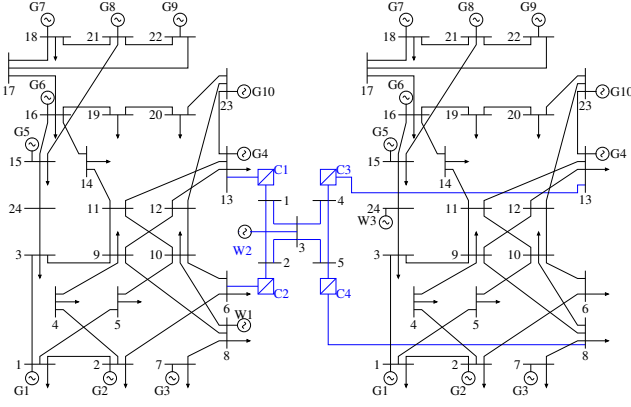 G7 G8 G9 G7 G8 G9
18 21 22 18 21 22
17 17
G6 G10 G6 G10
23 23
16 19 20 16 19 20
G5 G4 G5 G4
15 C1 C3 15
14 13 14 13
24 11 12 1 4 24 11 12
W3
W2 3
3 9 10 2 5 3 9 10
C2 C4
4 5 6 4 5 6
W1
8 8
1 2 7 1 2 7
G1 G2 G3 G1 G2 G3